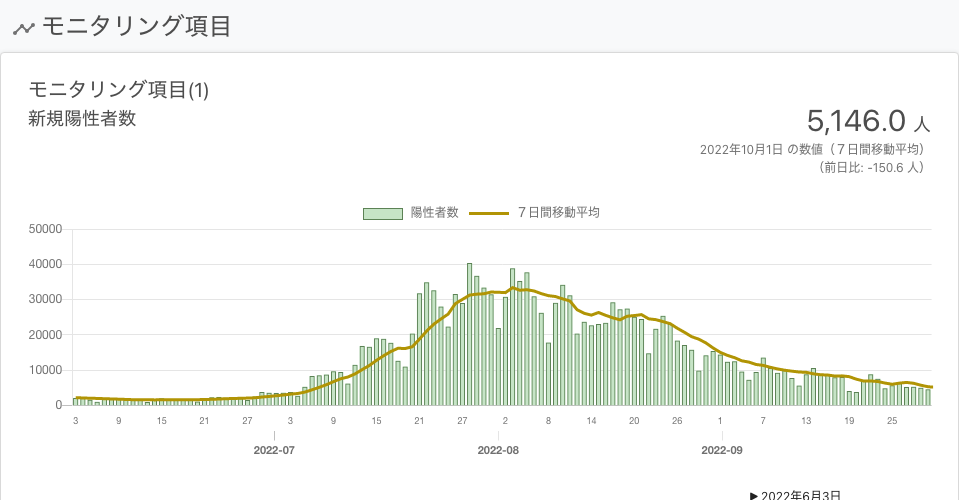 モニタリング項目
モニタリング項目(1)
新規陽性者数
5,146.0 人
2022年10月1日 の数値（７日間移動平均）
（前日比: -150.6 人）
陽性者数 ７日間移動平均
50000
40000
30000
20000
10000
0
3 9 15 21 27 3 9 15 21 27 2 8 14 20 26 1 7 13 19 25
2022-07 2022-08 2022-09
▶ 2022年6月3日